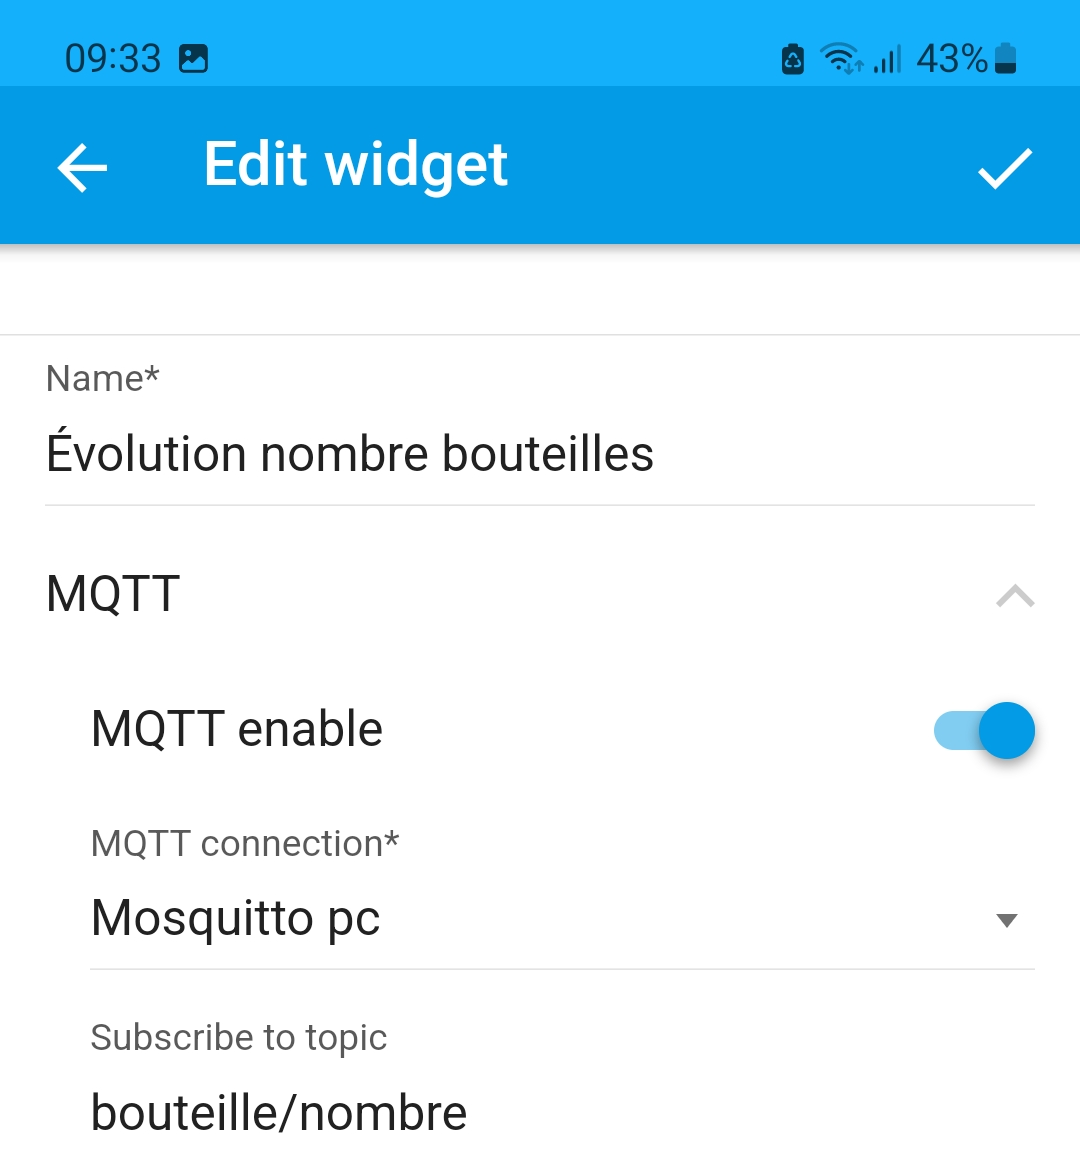 09:33 43%
Edit widget
Name*
Évolution nombre bouteilles
MQTT
MQTT enable
MQTT connection*
Mosquitto pc
Subscribe to topic
bouteille/nombre